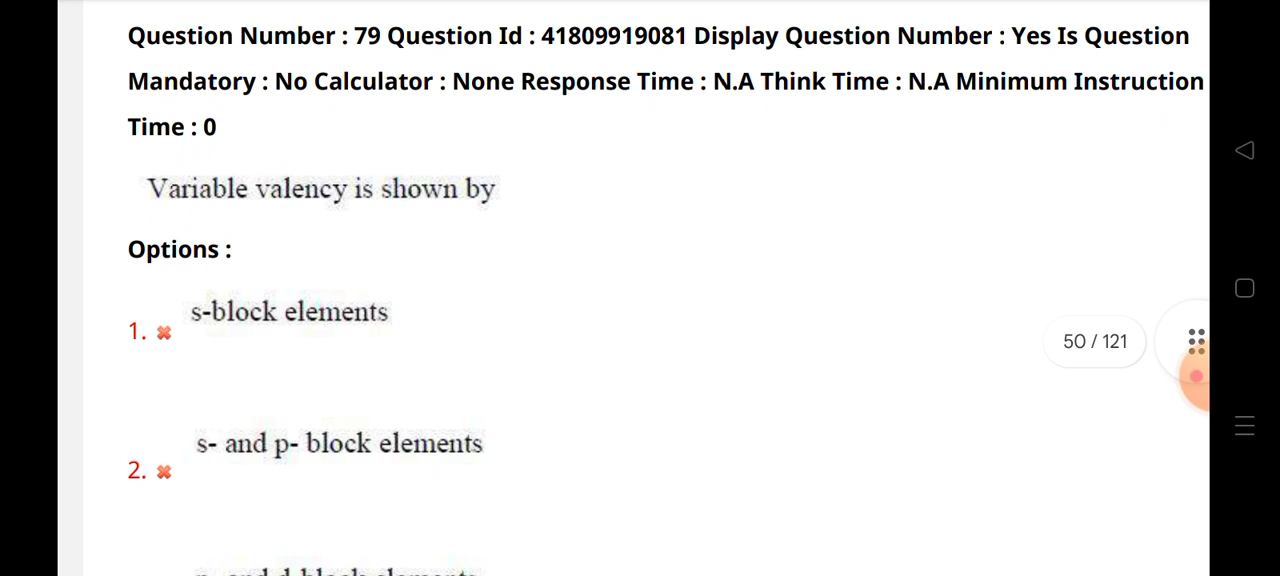 Question Number : 79 Question Id : 41809919081 Display Question Number : Yes Is Question
Mandatory : No Calculator : None Response Time : N.A Think Time : N.A Minimum Instruction
Time : 0
Variable valency is shown by
Options :
s-block elements
1.
50 / 121
s- and p- block elements
2.